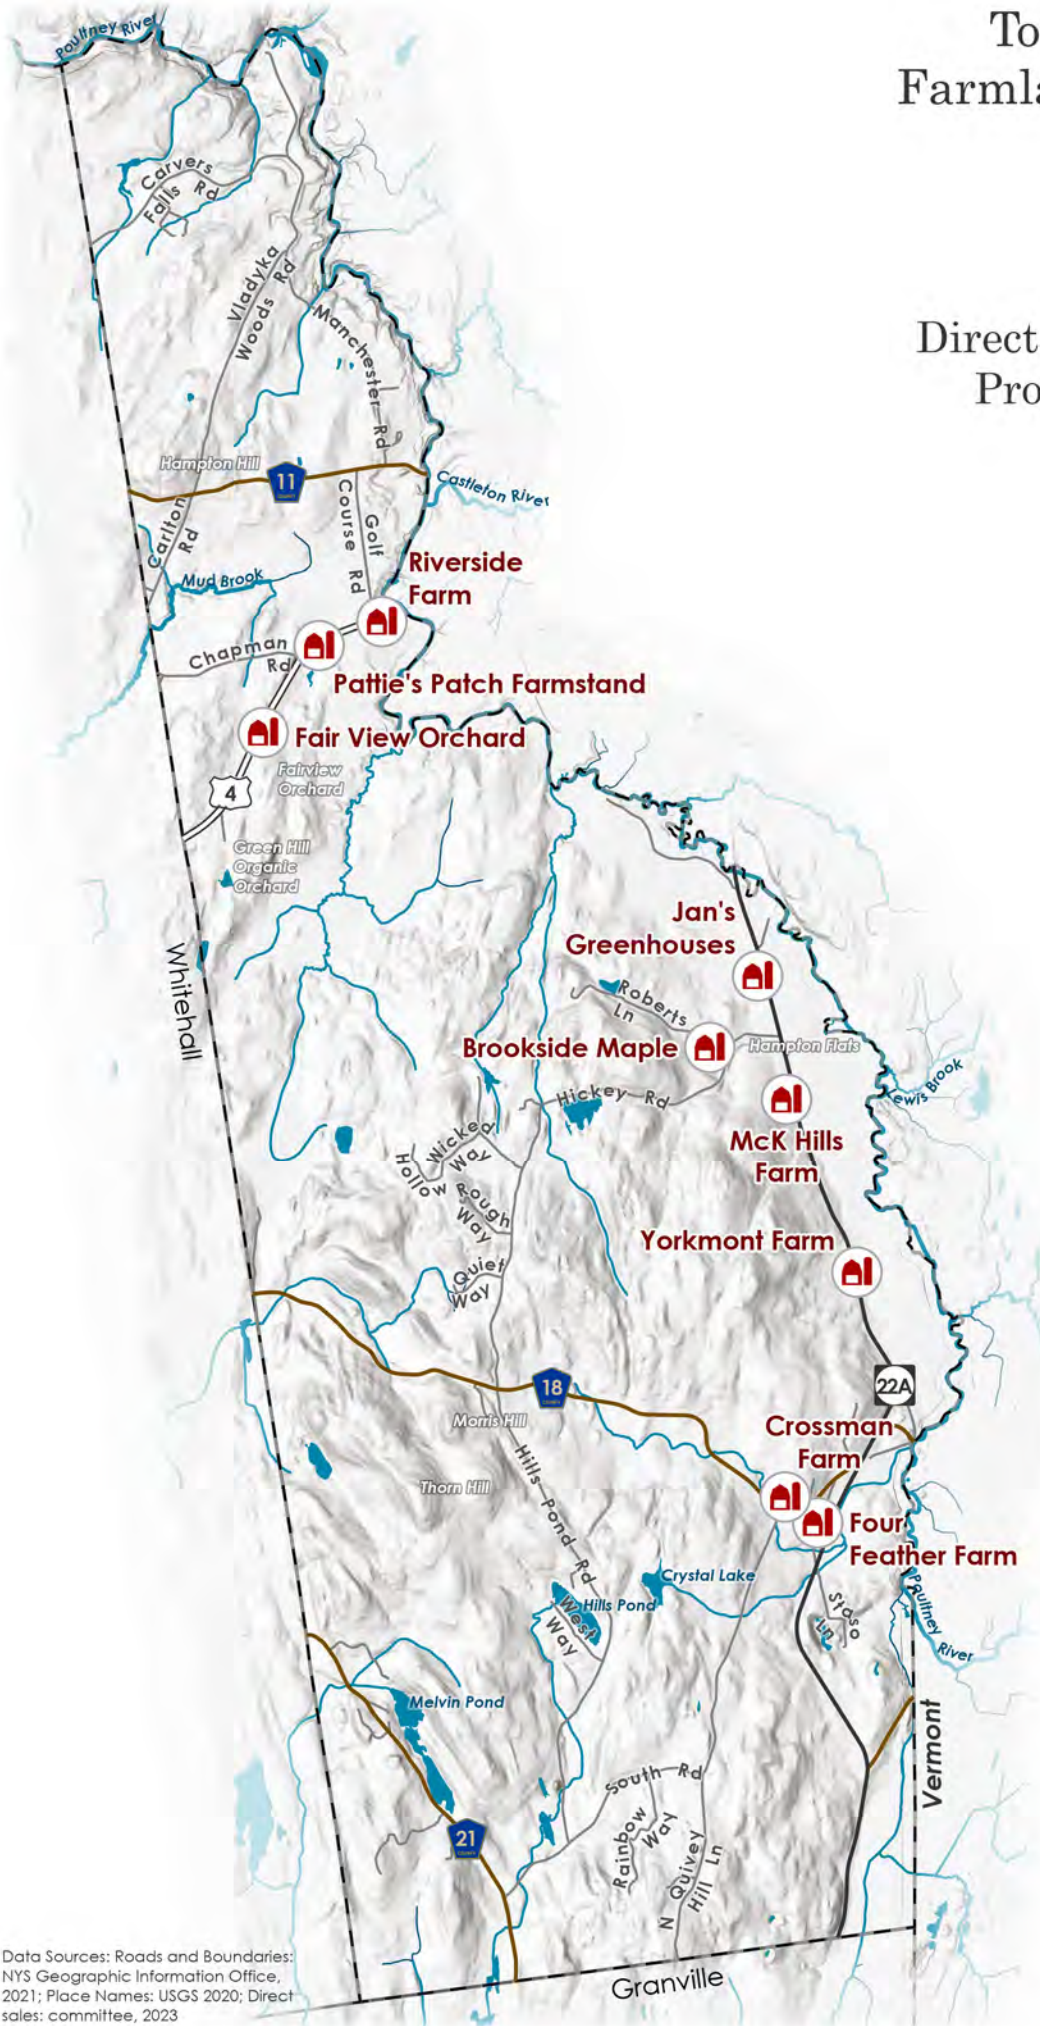 To
Farmla
Direct
Pro
Poultney River
Carvers
Falls Rd
Vladyka
Woods Rd
Manchester Rd
Hampton Hill
11
COUNTY
Castleton River
Carlton
Rd
Golf
Course Rd
Riverside
Farm
Mud Brook
Chapman
Rd
Pattie's Patch Farmstand
Fair View Orchard
Fairview
Orchard
4
Green Hill
Organic
Orchard
Jan's
Greenhouses
Whitehall
Roberts
Ln
Brookside Maple
Hampton Flats
Hickey Rd
Lewis Brook
McK Hills
Farm
Wicked
Way
Hollow
Rough
Way
Yorkmont Farm
Quiet
Way
18
COUNTY
22A
Morris Hill
Crossman
Farm
Thorn Hill
Hills Pond Rd
Four
Feather Farm
Crystal Lake
Hills Pond
West
Way
Staso
Ln
Poultney
River
Melvin Pond
Vermont
South Rd
Rainbow
Way
21
COUNTY
N Quivey
Hill Ln
Granville
Data Sources: Roads and Boundaries:
NYS Geographic Information Office,
2021; Place Names: USGS 2020; Direct
sales: committee, 2023